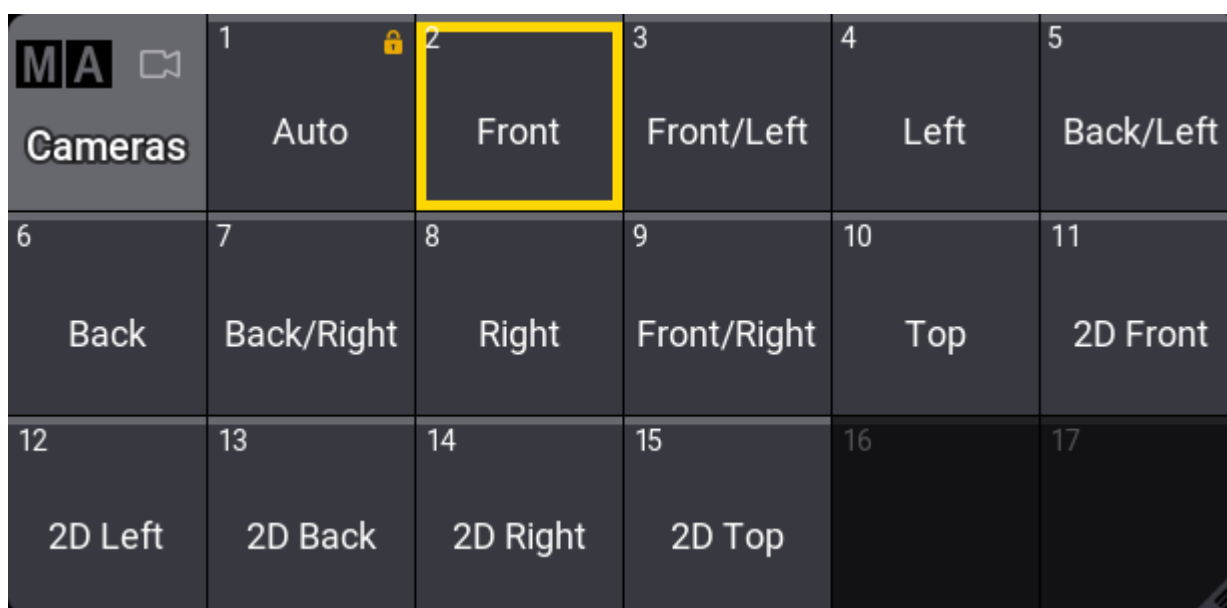 MA
Cameras
1
Auto
2
Front
3
Front/Left
4
Left
5
Back/Left
6
Back
7
Back/Right
8
Right
9
Front/Right
10
Top
11
2D Front
12
2D Left
13
2D Back
14
2D Right
15
2D Top
16
17